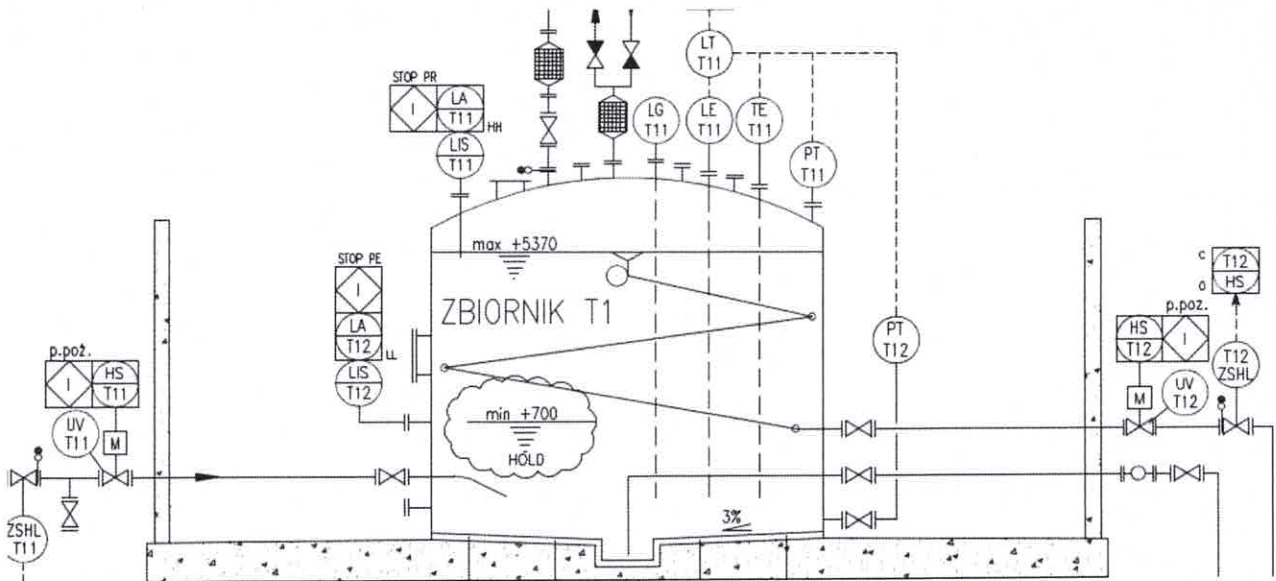 LT
T11
STOP PR
I
LA
T11
HH
LIS
T11
LG
T11
LE
T11
TE
T11
PT
T11
max +5370
STOP PE
I
LA
T12
LL
LIS
T12
ZBIORNIK T1
PT
T12
C
O
T12
HS
p.poż.
I
HS
T11
p.poz.
HS
T12
I
T12
ZSHL
UV
T11
M
UV
T12
M
min +700
HOLD
ZSHL
T11
3%